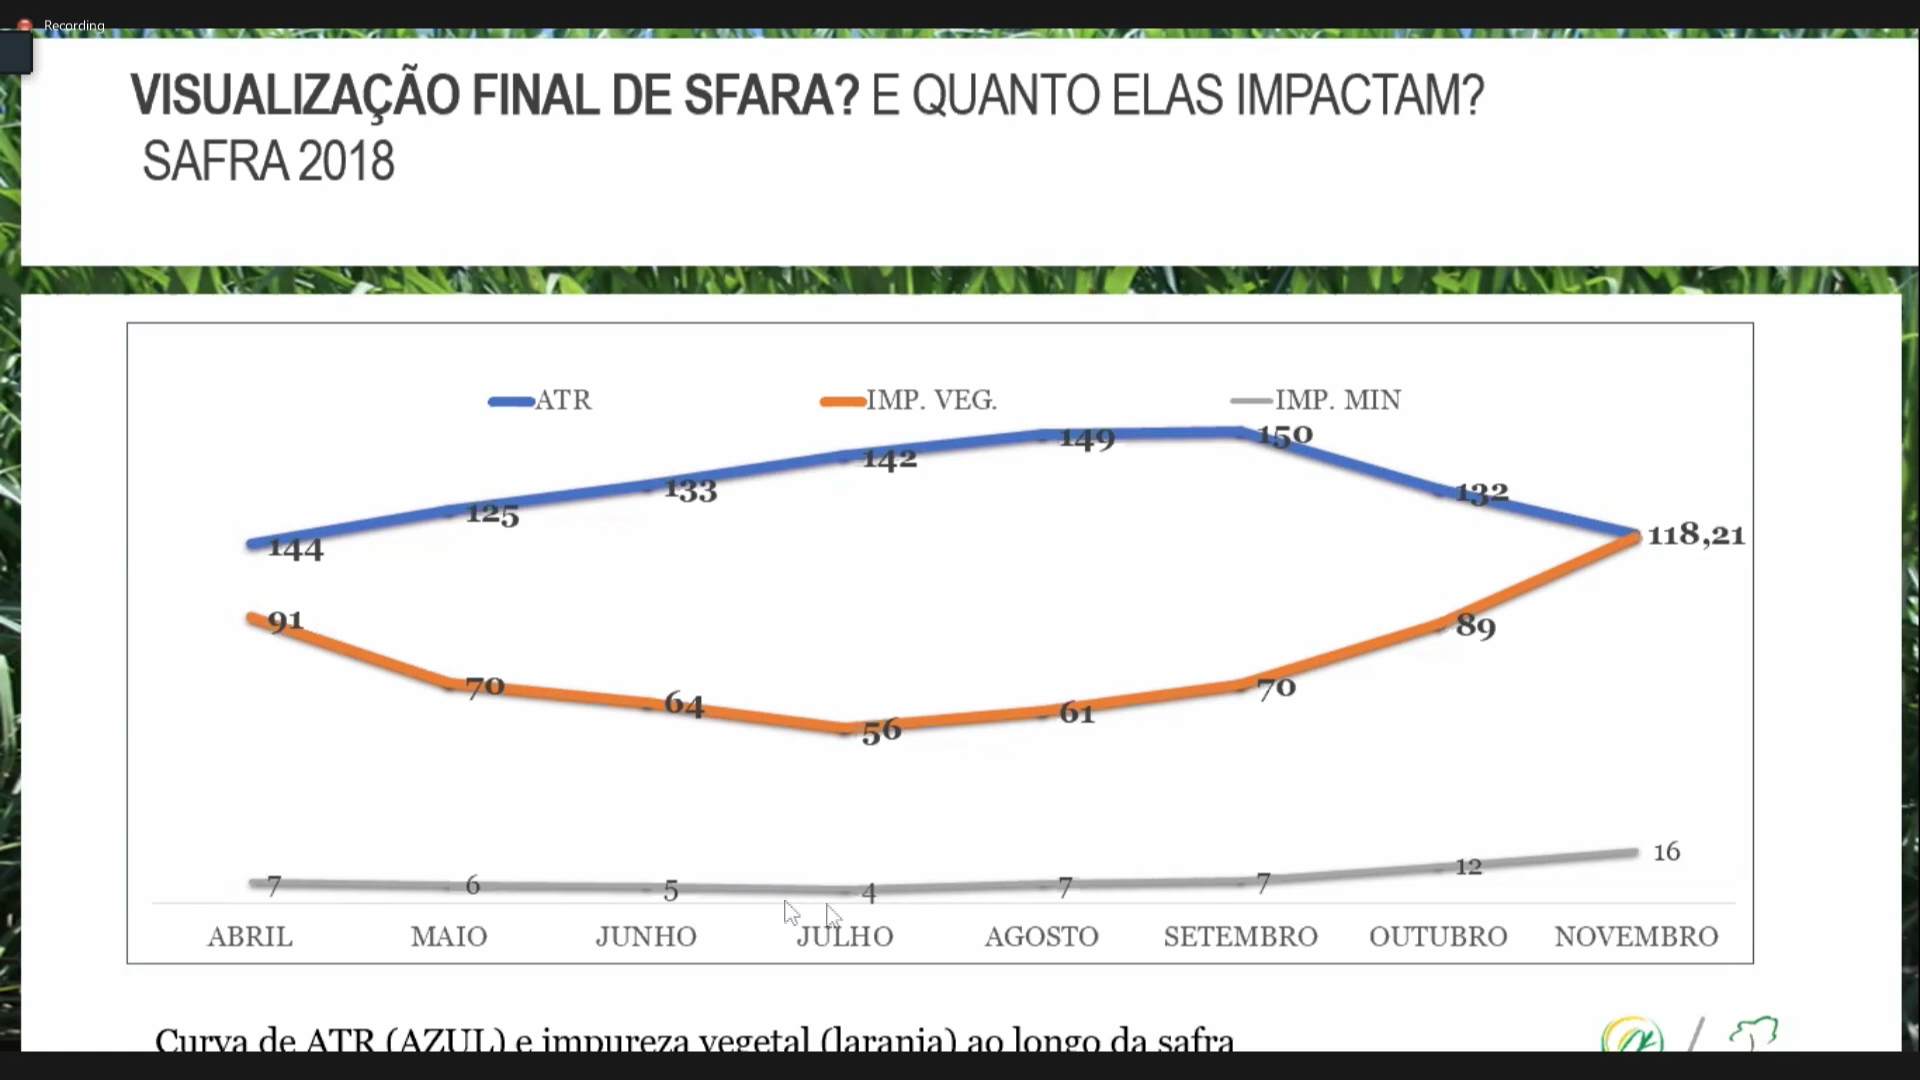 Recording
VISUALIZAÇÃO FINAL DE SFARA? E QUANTO ELAS IMPACTAM?
SAFRA 2018
ATR IMP. VEG. IMP. MIN
144 125 133 142 149 150 132 118,21
91 70 64 56 61 70 89
7 6 5 4 7 7 12 16
ABRIL MAIO JUNHO JULHO AGOSTO SETEMBRO OUTUBRO NOVEMBRO
Curva de ATR (AZUL) e impureza vegetal (laranja) ao longo da safra